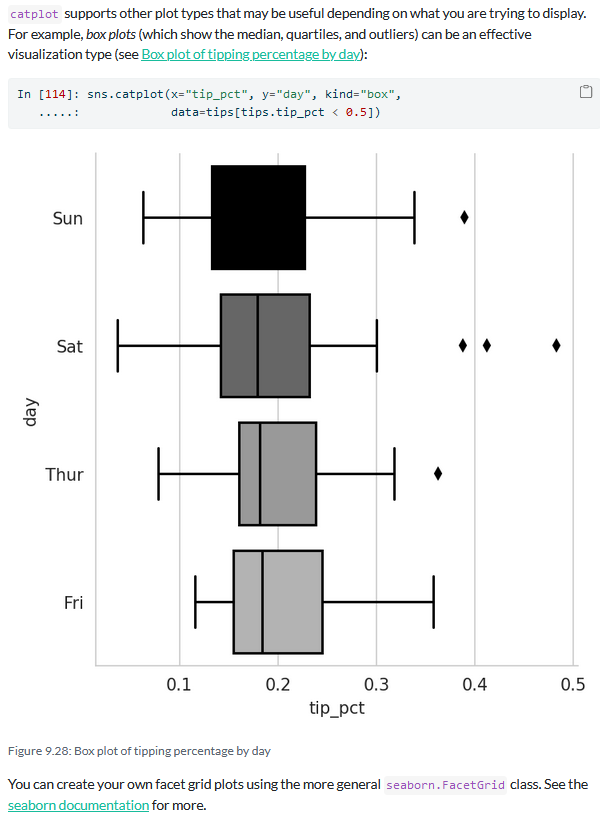 catplot supports other plot types that may be useful depending on what you are trying to display.
For example, box plots (which show the median, quartiles, and outliers) can be an effective
visualization type (see Box plot of tipping percentage by day):
In [114]: sns.catplot(x="tip_pct", y="day", kind="box",
.....: data=tips[tips.tip_pct < 0.5])
Sun
Sat
day
Thur
Fri
0.1 0.2 0.3 0.4 0.5
tip_pct
Figure 9.28: Box plot of tipping percentage by day
You can create your own facet grid plots using the more general seaborn.FacetGrid class. See the
seaborn documentation for more.